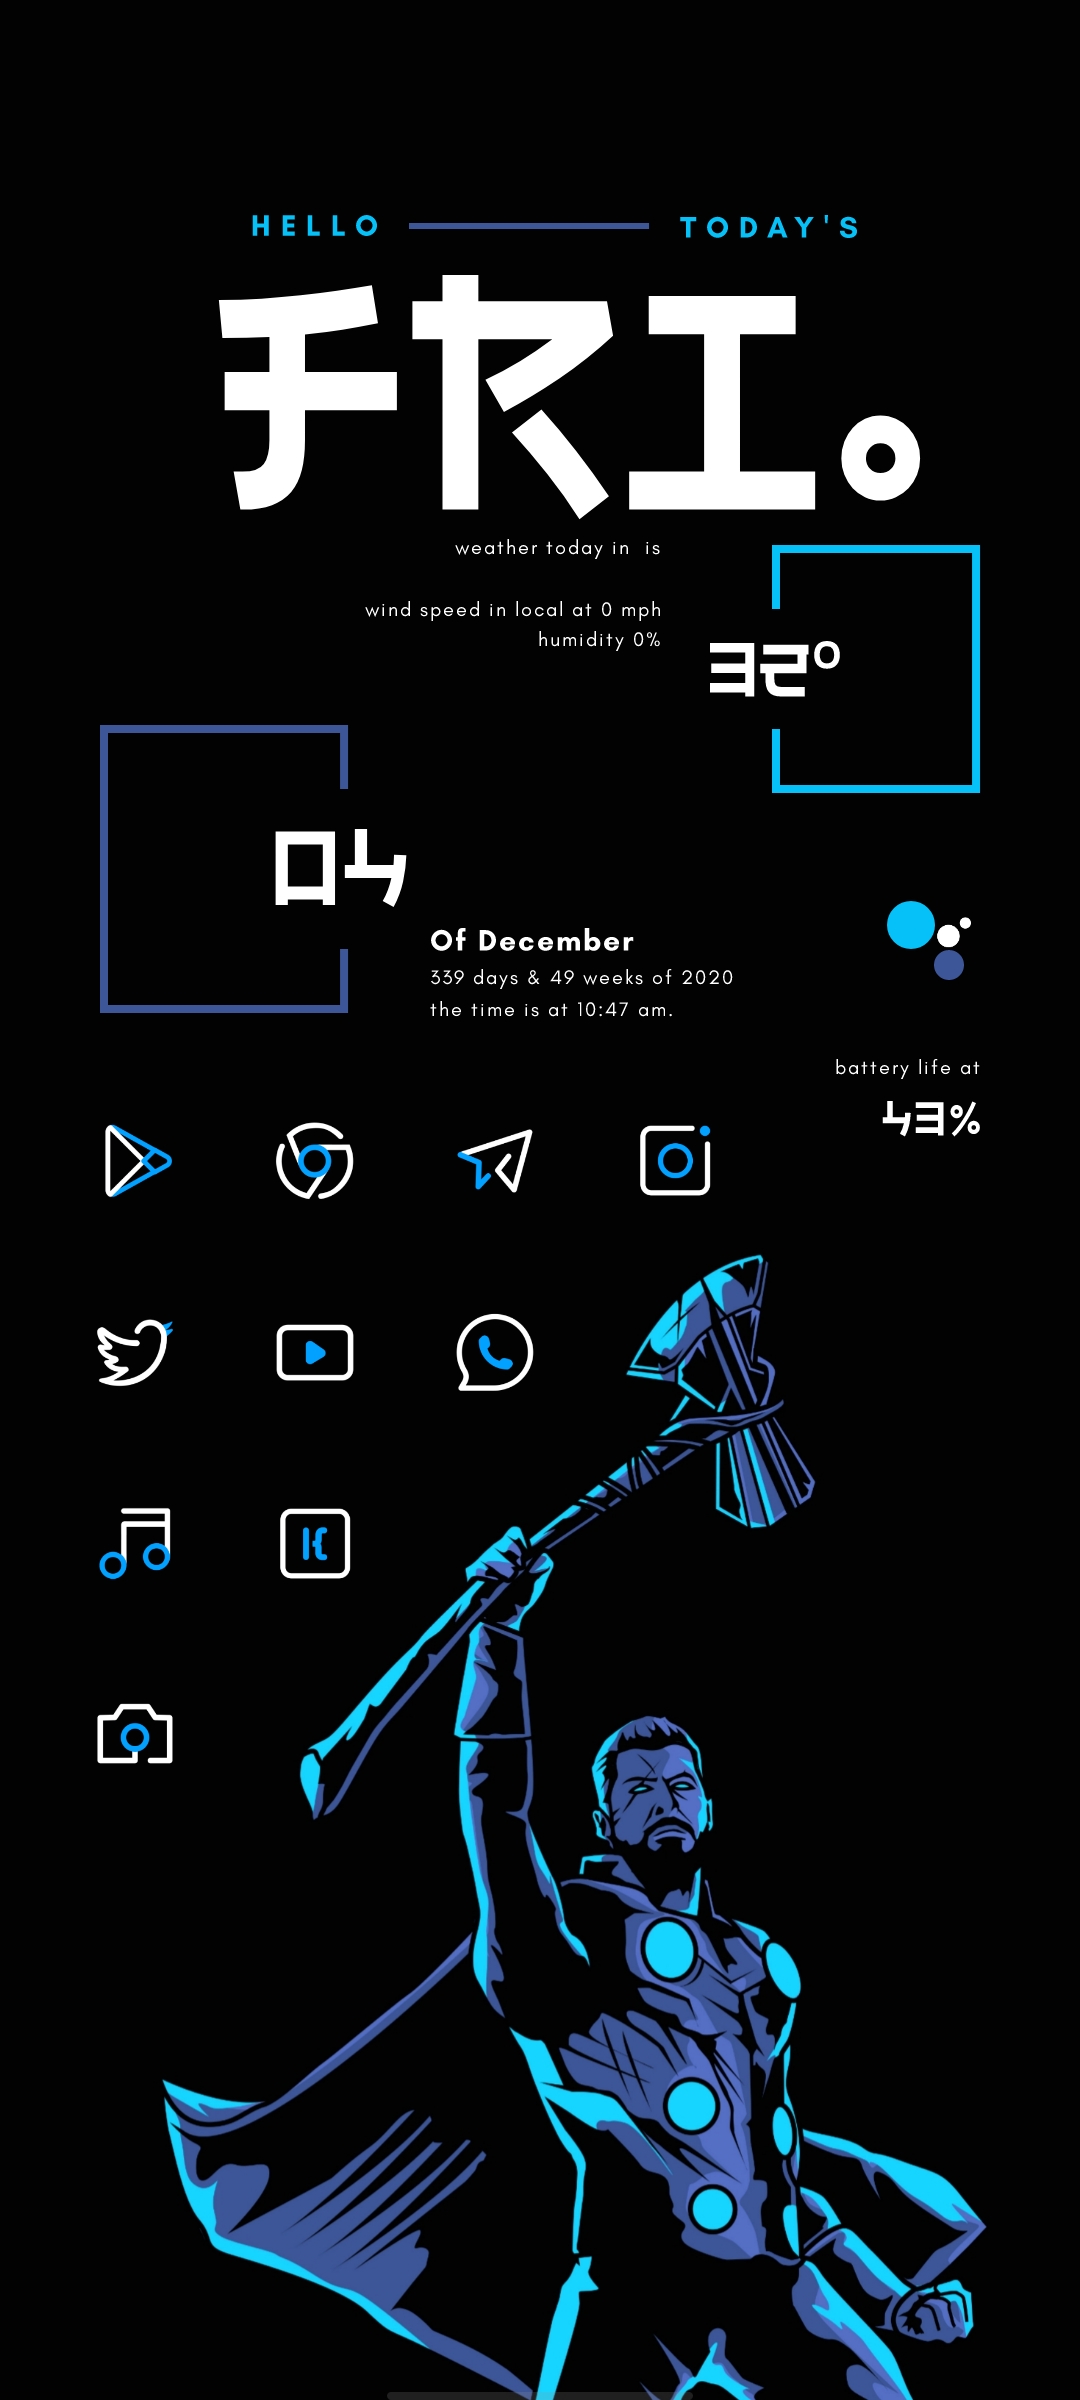 HELLO TODAY'S
FRI。
weather today in is
wind speed in local at 0 mph
humidity 0%
32°
04
Of December
339 days & 49 weeks of 2020
the time is at 10:47 am.
battery life at
43%